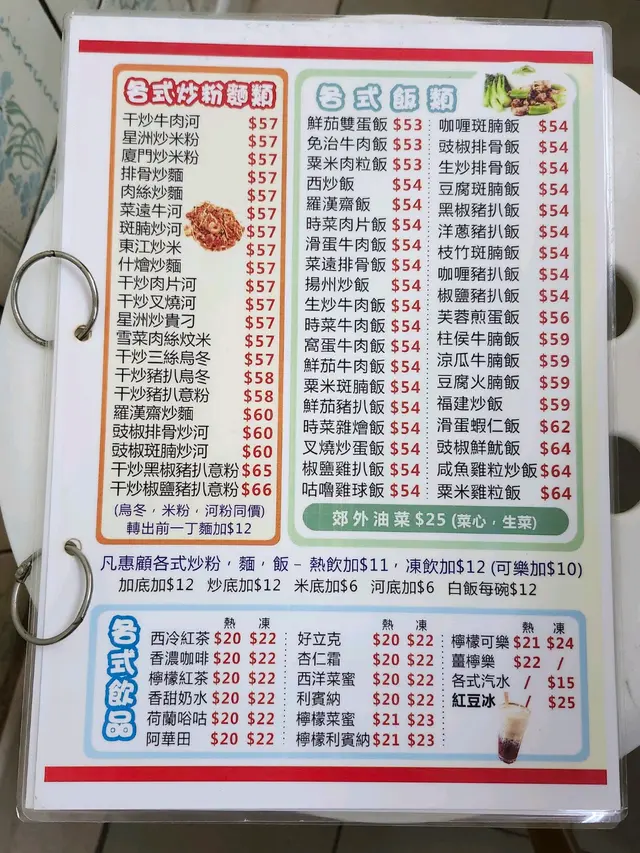 各式炒粉麵類
干炒牛肉河 $57
星洲炒米粉 $57
廈門炒米粉 $57
排骨炒麵 $57
肉絲炒麵 $57
菜遠牛河 $57
斑腩炒河 $57
東江炒米 $57
什燴炒麵 $57
干炒肉片河 $57
干炒叉燒河 $57
星洲炒貴刁 $57
雪菜肉絲炆米 $57
干炒三絲烏冬 $57
干炒豬扒烏冬 $58
干炒豬扒意粉 $58
羅漢齋炒麵 $60
豉椒排骨炒河 $60
豉椒斑腩炒河 $60
干炒黑椒豬扒意粉 $65
干炒椒鹽豬扒意粉 $66
(烏冬，米粉，河粉同價)
轉出前一丁麵加$12
各式飯類
鮮茄雙蛋飯 $53
免治牛肉飯 $53
粟米肉粒飯 $53
西炒飯 $54
羅漢齋飯 $54
時菜肉片飯 $54
滑蛋牛肉飯 $54
菜遠排骨飯 $54
揚州炒飯 $54
生炒牛肉飯 $54
時菜牛肉飯 $54
窩蛋牛肉飯 $54
鮮茄牛肉飯 $54
粟米斑腩飯 $54
鮮茄豬扒飯 $54
時菜雜燴飯 $54
叉燒炒蛋飯 $54
椒鹽雞扒飯 $54
咕嚕雞球飯 $54
咖喱斑腩飯 $54
豉椒排骨飯 $54
生炒排骨飯 $54
豆腐斑腩飯 $54
黑椒豬扒飯 $54
洋蔥豬扒飯 $54
枝竹斑腩飯 $54
咖喱豬扒飯 $54
椒鹽豬扒飯 $54
芙蓉煎蛋飯 $56
柱侯牛腩飯 $59
涼瓜牛腩飯 $59
豆腐火腩飯 $59
福建炒飯 $59
滑蛋蝦仁飯 $62
豉椒鮮魷飯 $64
咸魚雞粒炒飯 $64
粟米雞粒飯 $64
郊外油菜 $25 (菜心，生菜)
凡惠顧各式炒粉，麵，飯 – 熱飲加$11，凍飲加$12 (可樂加$10)
加底加$12 炒底加$12 米底加$6 河底加$6 白飯每碗$12
各式飲品
熱 凍
西冷紅茶 $20 $22
香濃咖啡 $20 $22
檸檬紅茶 $20 $22
香甜奶水 $20 $22
荷蘭哈咕 $20 $22
阿華田 $20 $22
熱 凍
好立克 $20 $22
杏仁霜 $20 $22
西洋菜蜜 $20 $22
利賓納 $20 $22
檸檬菜蜜 $21 $23
檸檬利賓納 $21 $23
熱 凍
檸檬可樂 $21 $24
薑檸樂 $22 /
各式汽水 / $15
紅豆冰 / $25